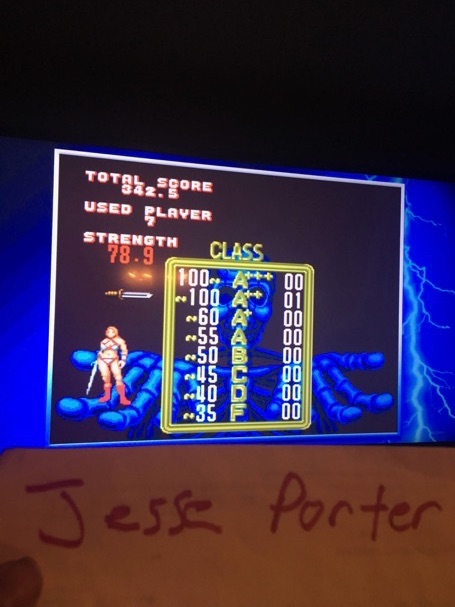 TOTAL SCORE
342.5
USED PLAYER
7
STRENGTH
78.9
CLASS
100~ A+++ 00
~100 A++ 01
~60 A+ 00
~55 A 00
~50 B 00
~45 C 00
~40 D 00
~35 F 00
Jesse Porter